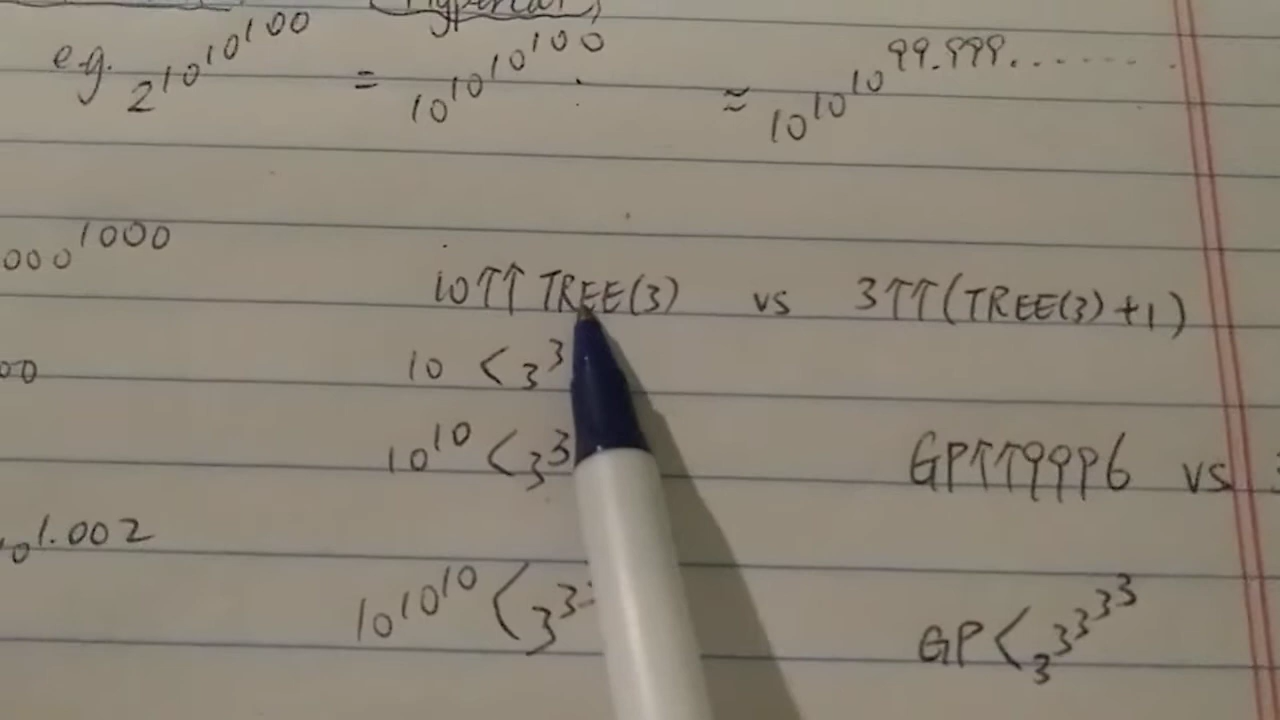 e.g. 2^10^10^100 = 10^10^10^100 ≈ 10^10^10^99.999.......
000^1000
10↑↑TREE(3) vs 3↑↑(TREE(3)+1)
00 10 < 3^3
10^10 < 3^3
GP↑↑99P6 vs
1.002
10^10^10 < 3^3
GP < 3^3^3^3